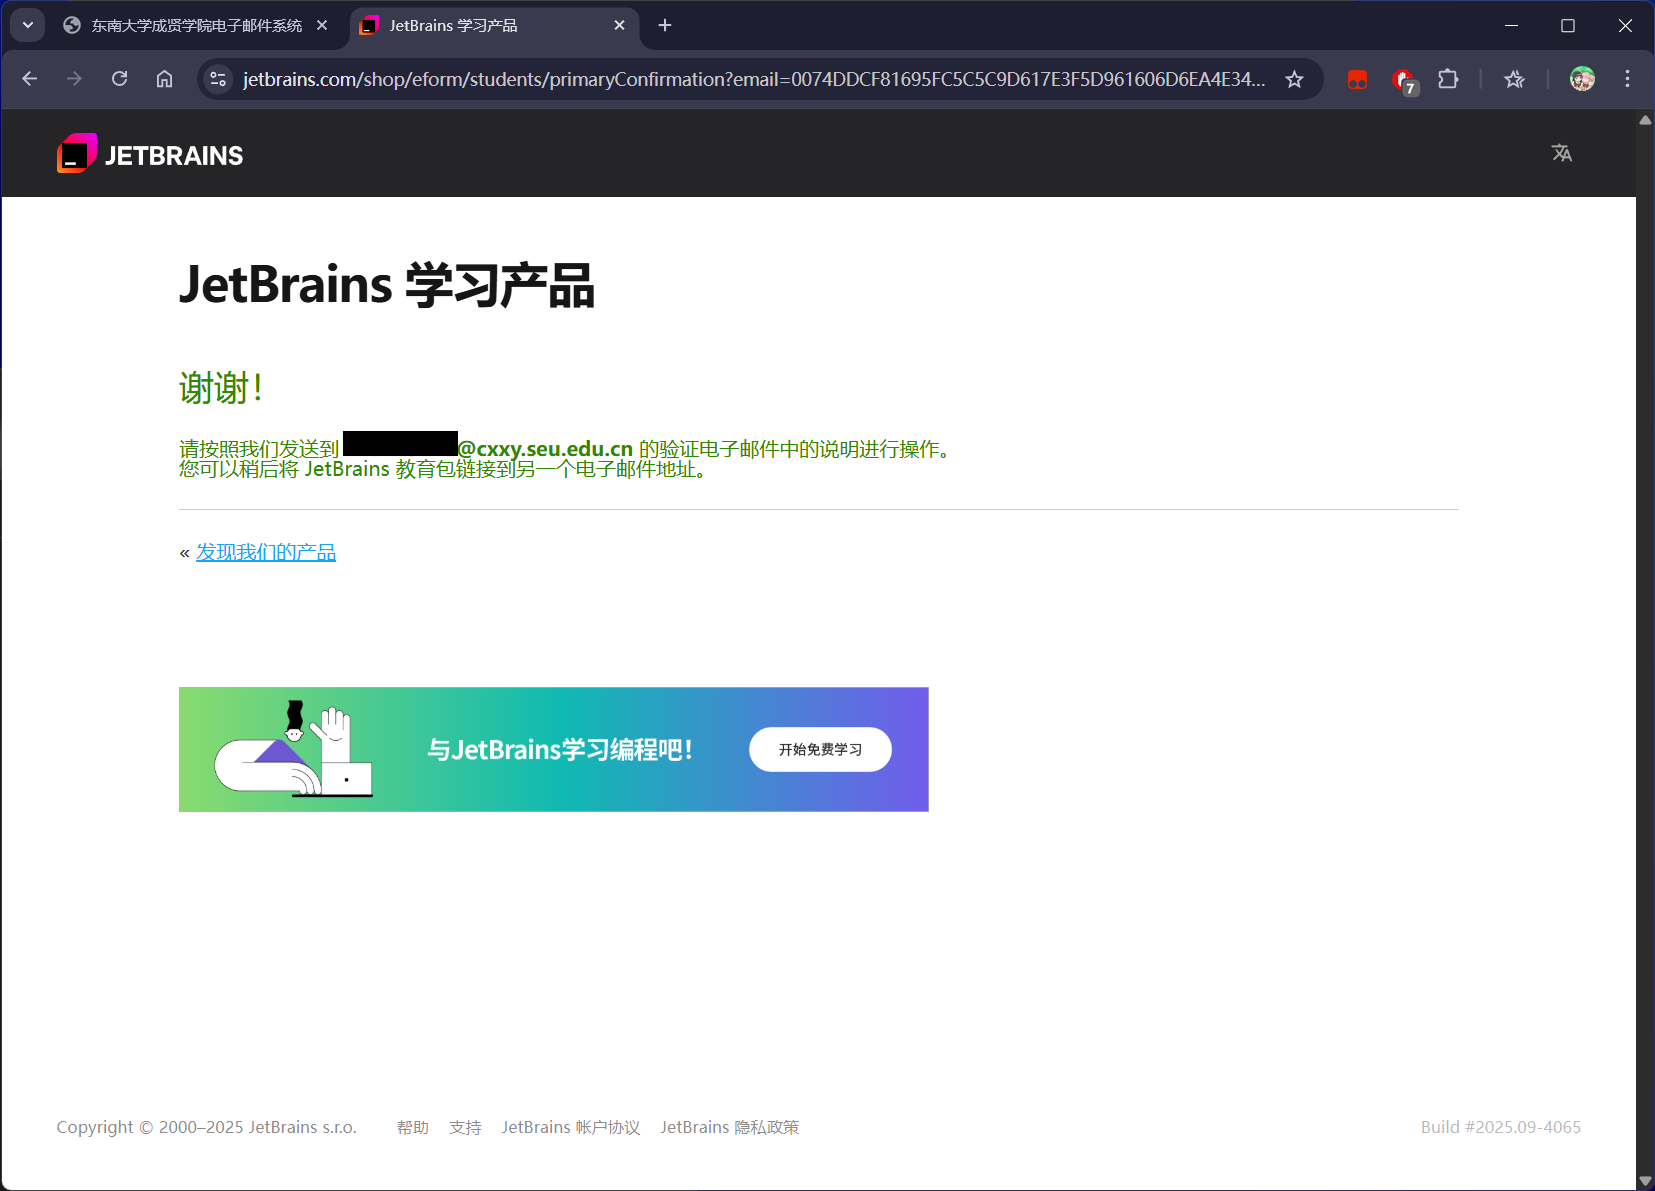 东南大学成贤学院电子邮件系统
JetBrains 学习产品
jetbrains.com/shop/eform/students/primaryConfirmation?email=0074DDCF81695FC5C5C9D617E3F5D961606D6EA4E34...
7
JETBRAINS
JetBrains 学习产品
谢谢！
请按照我们发送到 @cxxy.seu.edu.cn 的验证电子邮件中的说明进行操作。
您可以稍后将 JetBrains 教育包链接到另一个电子邮件地址。
« 发现我们的产品
与JetBrains学习编程吧！
开始免费学习
Copyright © 2000–2025 JetBrains s.r.o. 帮助 支持 JetBrains 帐户协议 JetBrains 隐私政策 Build #2025.09-4065